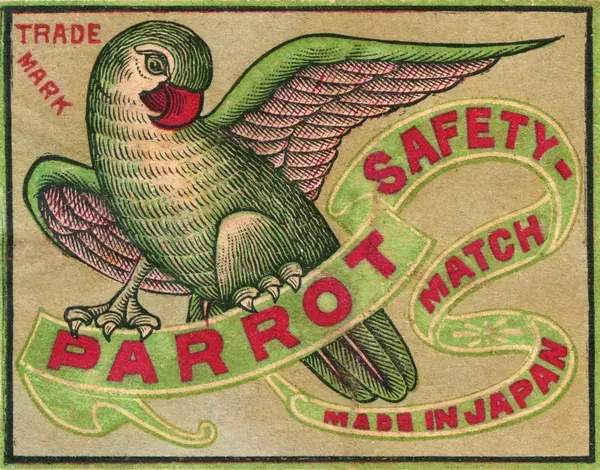 TRADE
MARK
PARROT
SAFETY-
MATCH
MADE IN JAPAN